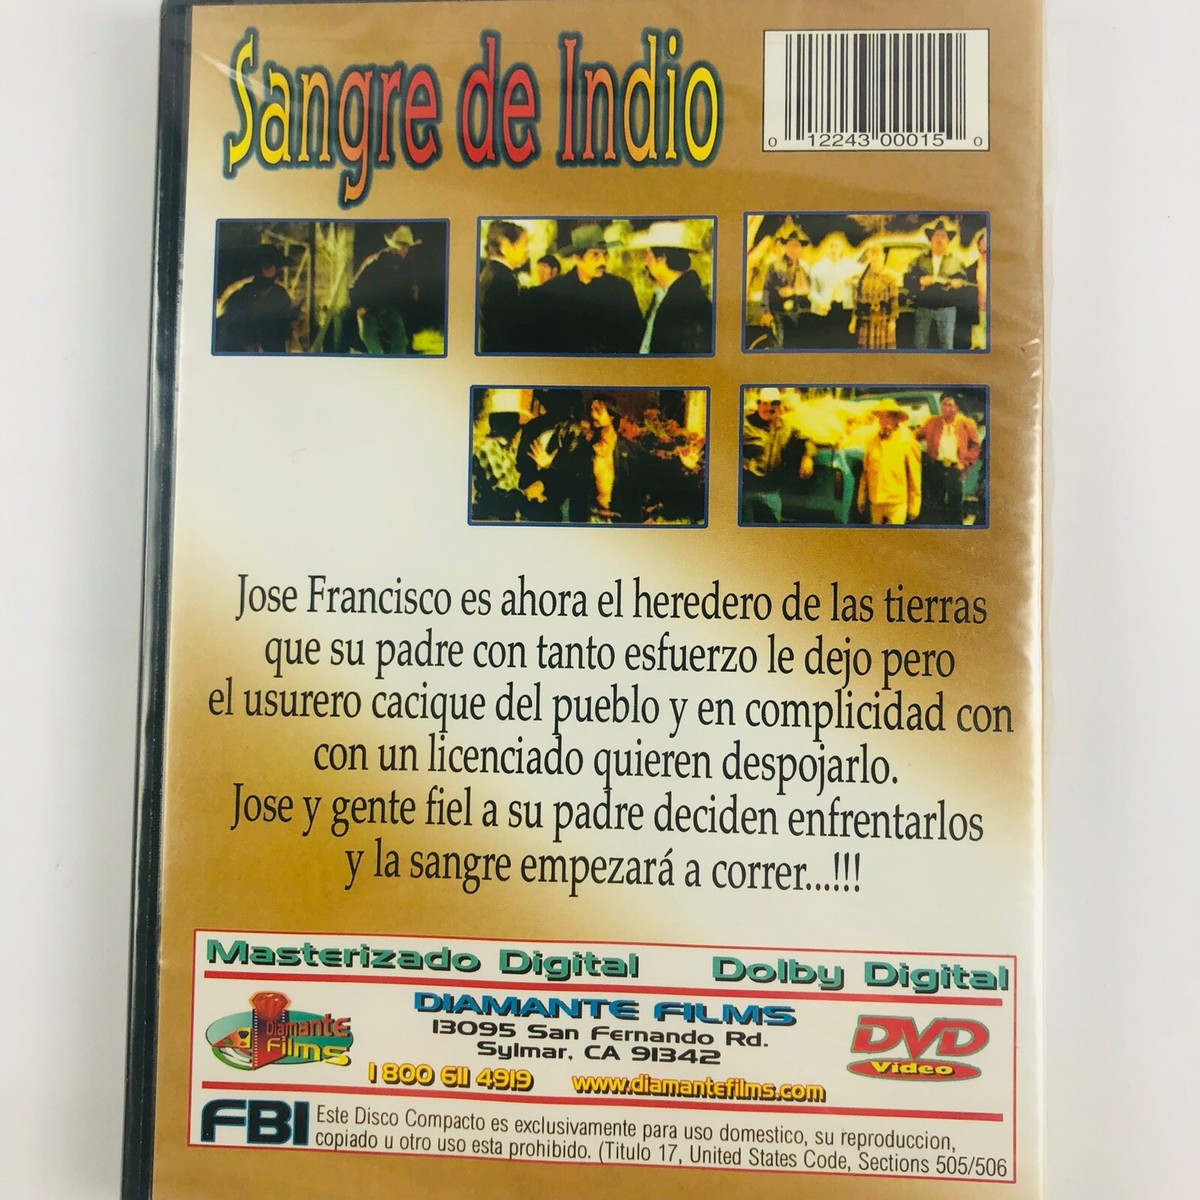 Sangre de Indio
0 12243 00015 0
Jose Francisco es ahora el heredero de las tierras
que su padre con tanto esfuerzo le dejo pero
el usurero cacique del pueblo y en complicidad con
con un licenciado quieren despojarlo.
Jose y gente fiel a su padre deciden enfrentarlos
y la sangre empezará a correr...!!!
Masterizado Digital Dolby Digital
Diamante Films
DIAMANTE FILMS
13095 San Fernando Rd.
Sylmar, CA 91342
1 800 611 4919 www.diamantefilms.com
DVD
Video
FBI
Este Disco Compacto es exclusivamente para uso domestico, su reproduccion,
copiado u otro uso esta prohibido. (Titulo 17, United States Code, Sections 505/506